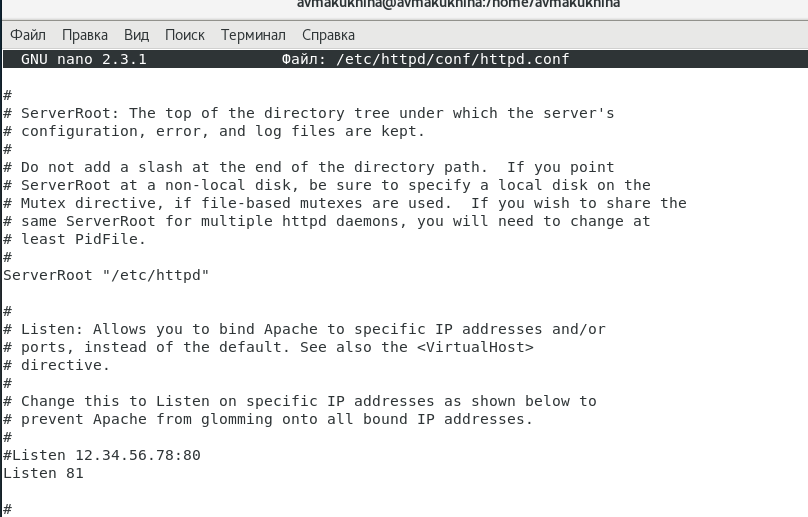 avmakukhina@avmakukhina:/home/avmakukhina
Файл Правка Вид Поиск Терминал Справка
GNU nano 2.3.1 Файл: /etc/httpd/conf/httpd.conf
#
# ServerRoot: The top of the directory tree under which the server's
# configuration, error, and log files are kept.
#
# Do not add a slash at the end of the directory path.  If you point
# ServerRoot at a non-local disk, be sure to specify a local disk on the
# Mutex directive, if file-based mutexes are used.  If you wish to share the
# same ServerRoot for multiple httpd daemons, you will need to change at
# least PidFile.
#
ServerRoot "/etc/httpd"
#
# Listen: Allows you to bind Apache to specific IP addresses and/or
# ports, instead of the default. See also the <VirtualHost>
# directive.
#
# Change this to Listen on specific IP addresses as shown below to
# prevent Apache from glomming onto all bound IP addresses.
#
#Listen 12.34.56.78:80
Listen 81
#